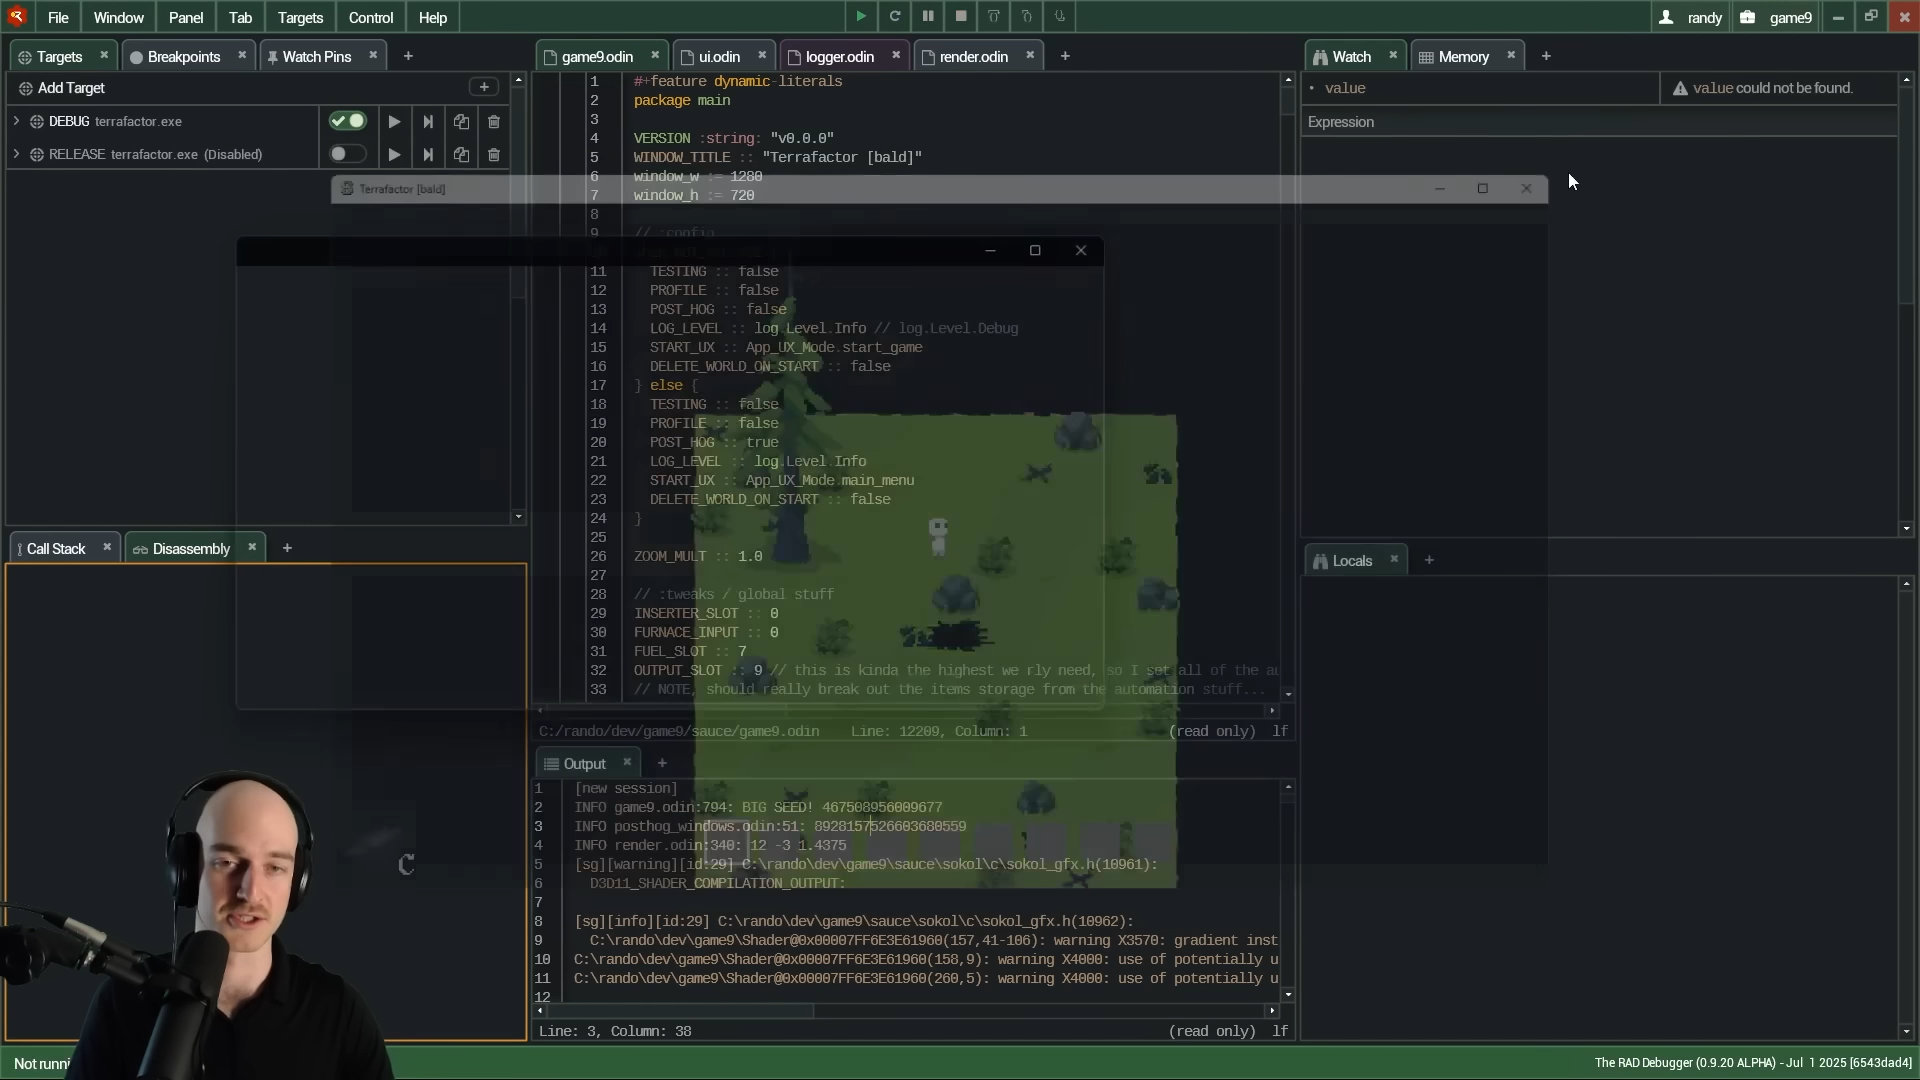 File Window Panel Tab Targets Control Help randy game9
Targets Breakpoints Watch Pins
Add Target
DEBUG terrafactor.exe
RELEASE terrafactor.exe (Disabled)
Call Stack Disassembly
game9.odin ui.odin logger.odin render.odin
1 #+feature dynamic-literals
2 package main
3
4 VERSION :string: "v0.0.0"
5 WINDOW_TITLE :: "Terrafactor [bald]"
6 window_w := 1280
7 window_h := 720
8
9 // :config
11 TESTING :: false
12 PROFILE :: false
13 POST_HOG :: false
14 LOG_LEVEL :: log.Level.Info // log.Level.Debug
15 START_UX :: App_UX_Mode.start_game
16 DELETE_WORLD_ON_START :: false
17 } else {
18 TESTING :: false
19 PROFILE :: false
20 POST_HOG :: true
21 LOG_LEVEL :: log.Level.Info
22 START_UX :: App_UX_Mode.main_menu
23 DELETE_WORLD_ON_START :: false
24 }
25
26 ZOOM_MULT :: 1.0
27
28 // :tweaks / global stuff
29 INSERTER_SLOT :: 0
30 FURNACE_INPUT :: 0
31 FUEL_SLOT :: 7
32 OUTPUT_SLOT :: 9 // this is kinda the highest we rly need, so I set all of the au
33 // NOTE, should really break out the items storage from the automation stuff...
C:/rando/dev/game9/sauce/game9.odin Line: 12209, Column: 1 (read only) lf
Terrafactor [bald]
Output
1 [new session]
2 INFO game9.odin:794: BIG SEED! 467508956009677
3 INFO posthog_windows.odin:51: 8928157526603680559
4 INFO render.odin:340: 12 -3 1.4375
5 [sg][warning][id:29] C:\rando\dev\game9\sauce\sokol\c\sokol_gfx.h(10961):
6 D3D11_SHADER_COMPILATION_OUTPUT:
7
8 [sg][info][id:29] C:\rando\dev\game9\sauce\sokol\c\sokol_gfx.h(10962):
9 C:\rando\dev\game9\Shader@0x00007FF6E3E61960(157,41-106): warning X3570: gradient inst
10 C:\rando\dev\game9\Shader@0x00007FF6E3E61960(158,9): warning X4000: use of potentially u
11 C:\rando\dev\game9\Shader@0x00007FF6E3E61960(260,5): warning X4000: use of potentially u
12
Line: 3, Column: 38 (read only) lf
Watch Memory
value value could not be found.
Expression
Locals
Not runni
The RAD Debugger (0.9.20 ALPHA) - Jul 1 2025 [6543dad4]